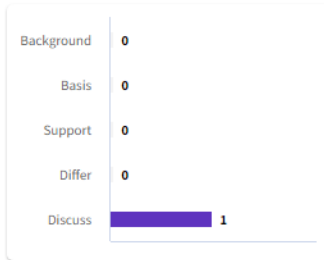 Background 0
Basis 0
Support 0
Differ 0
Discuss 1